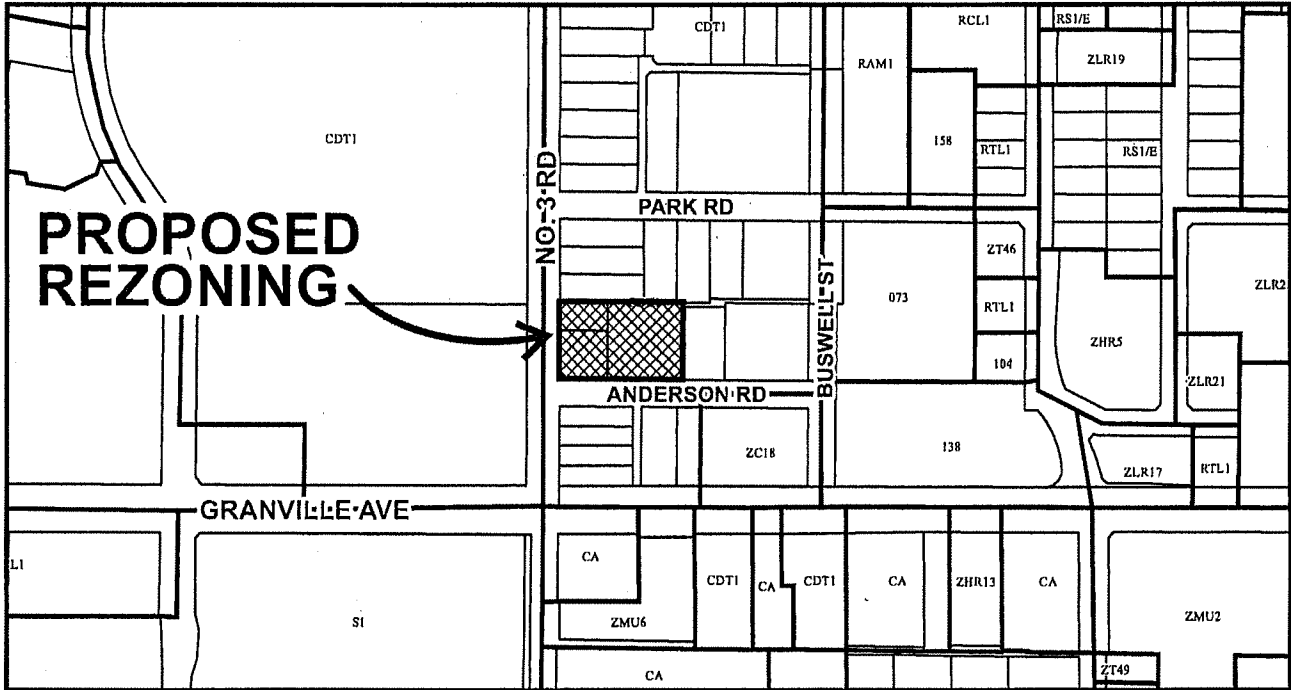 CDT1
RCL1
RS1/E
ZLR19
RAM1
CDT1
158
RTL1
RS1/E
NO. 3 RD
PARK RD
PROPOSED
REZONING
ZT46
BUSWELL ST
073
RTL1
ZLR2
104
ZHR5
ZLR21
ANDERSON RD
ZC18
138
ZLR17
RTL1
GRANVILLE AVE
L1
CA
CDT1
CA
CDT1
CA
ZHR13
CA
S1
ZMU6
ZMU2
CA
ZT49